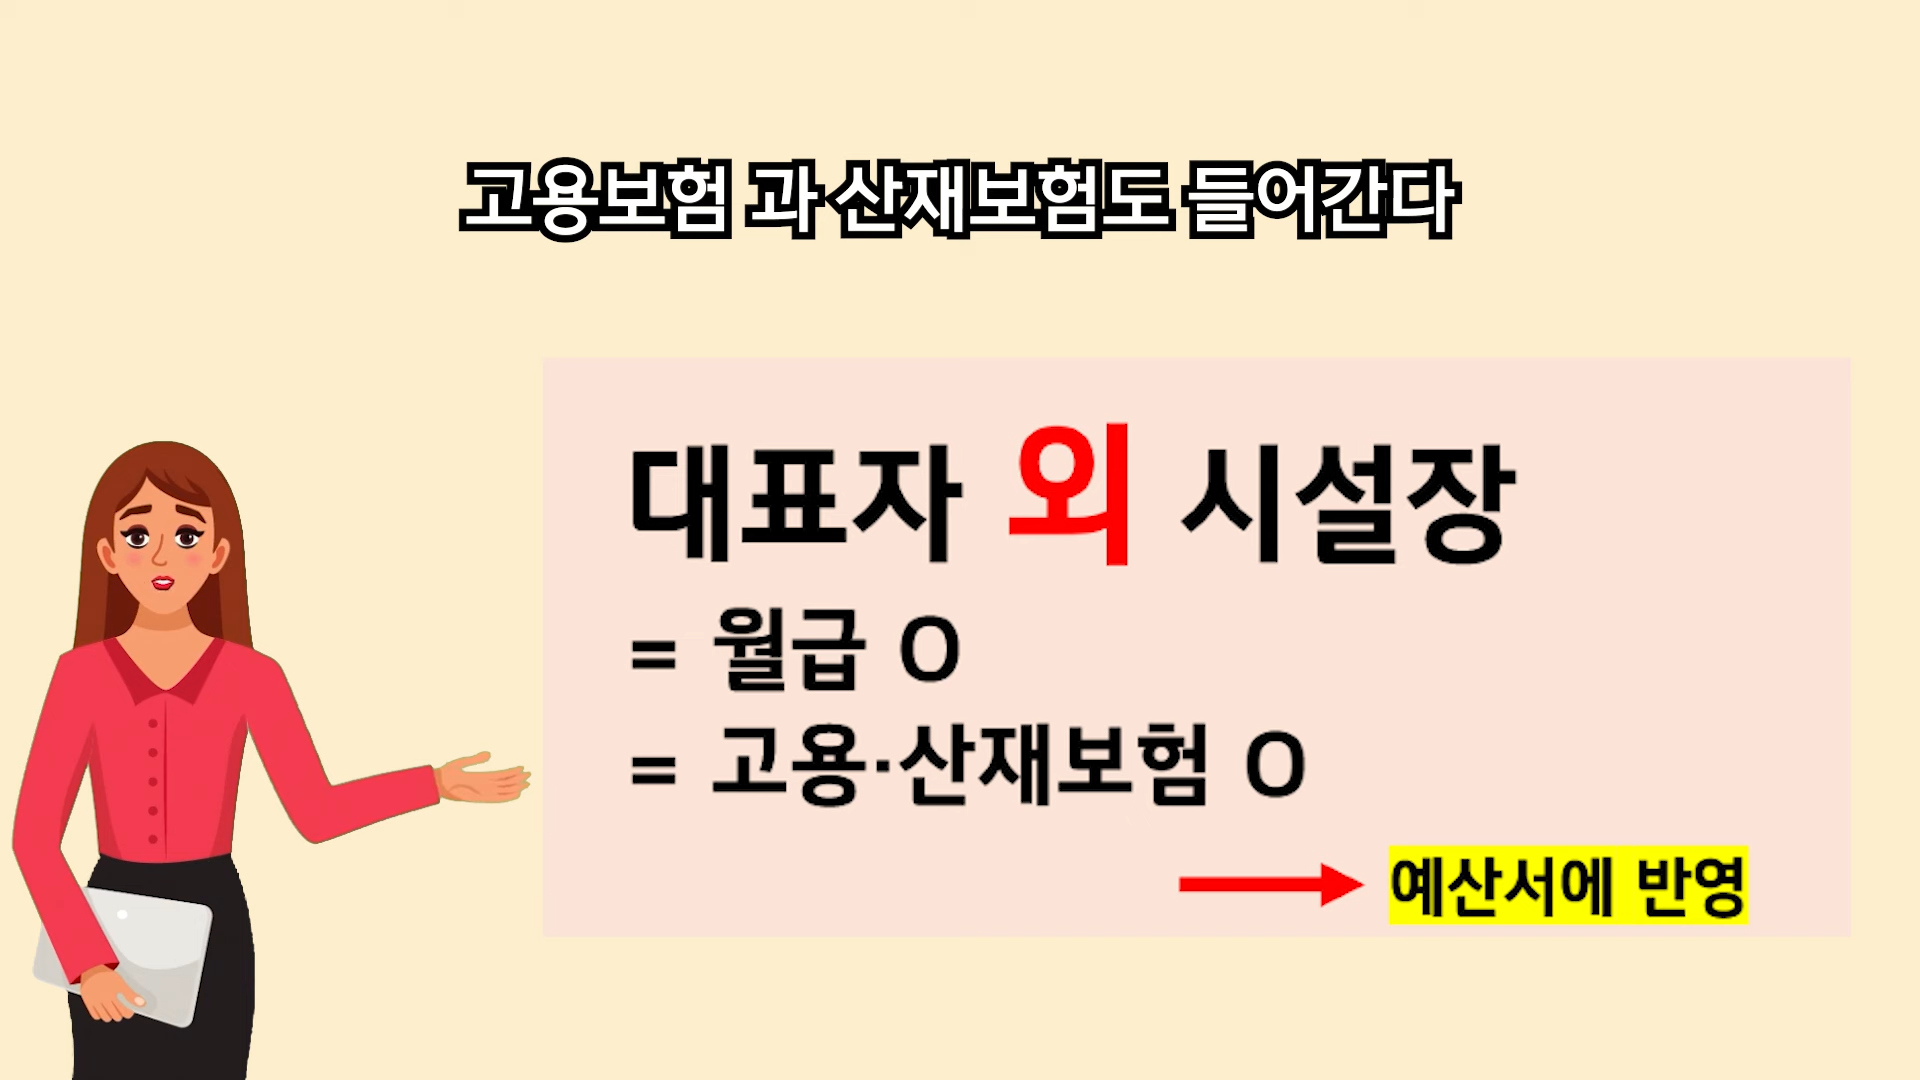 고용보험 과 산재보험도 들어간다
대표자 외 시설장
= 월급 O
= 고용·산재보험 O
예산서에 반영